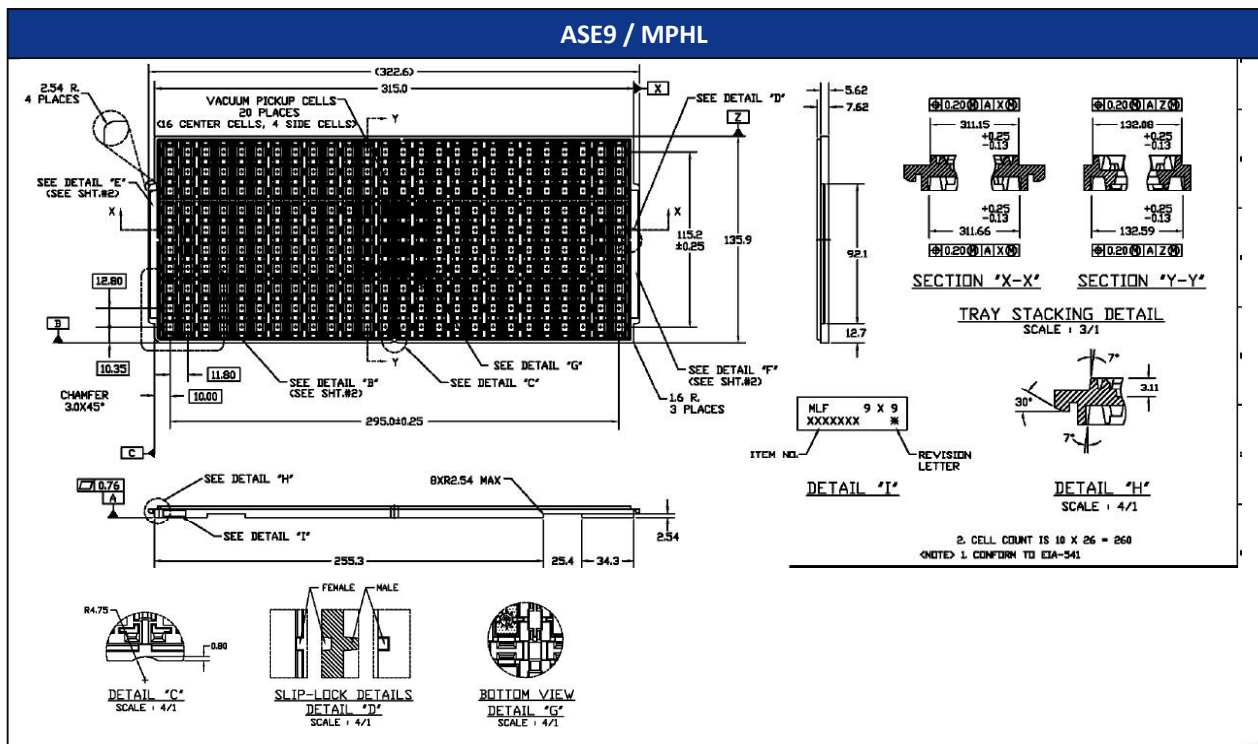 ASE9 / MPHL
(322.6)
315.0
X
2.54 R.
4 PLACES
VACUUM PICKUP CELLS
20 PLACES
(16 CENTER CELLS, 4 SIDE CELLS)
Y
Z
SEE DETAIL "D"
SEE DETAIL "E"
(SEE SHT.#2)
X
X
115.2
±0.25
135.9
12.80
B
10.35
11.80
10.00
CHAMFER
3.0X45°
Y
SEE DETAIL "B"
(SEE SHT.#2)
SEE DETAIL "C"
SEE DETAIL "G"
SEE DETAIL "F"
(SEE SHT.#2)
1.6 R.
3 PLACES
295.0±0.25
C
5.62
7.62
92.1
12.7
0.20 M A X M
311.15
+0.25
-0.13
+0.25
-0.13
311.66
0.20 M A X M
SECTION "X-X"
0.20 M A Z M
132.08
+0.25
-0.13
+0.25
-0.13
132.59
0.20 M A Z M
SECTION "Y-Y"
TRAY STACKING DETAIL
SCALE : 3/1
7°
3.11
30°
7°
DETAIL "H"
SCALE : 4/1
MLF 9 X 9
XXXXXXX *
ITEM NO.
REVISION
LETTER
DETAIL "I"
2. CELL COUNT IS 10 X 26 = 260
<NOTE> 1. CONFORM TO EIA-541
0.76
A
SEE DETAIL "H"
SEE DETAIL "I"
8XR2.54 MAX
2.54
255.3
25.4
34.3
R4.75
0.80
DETAIL "C"
SCALE : 4/1
FEMALE
MALE
SLIP-LOCK DETAILS
DETAIL "D"
SCALE : 4/1
BOTTOM VIEW
DETAIL "G"
SCALE : 4/1